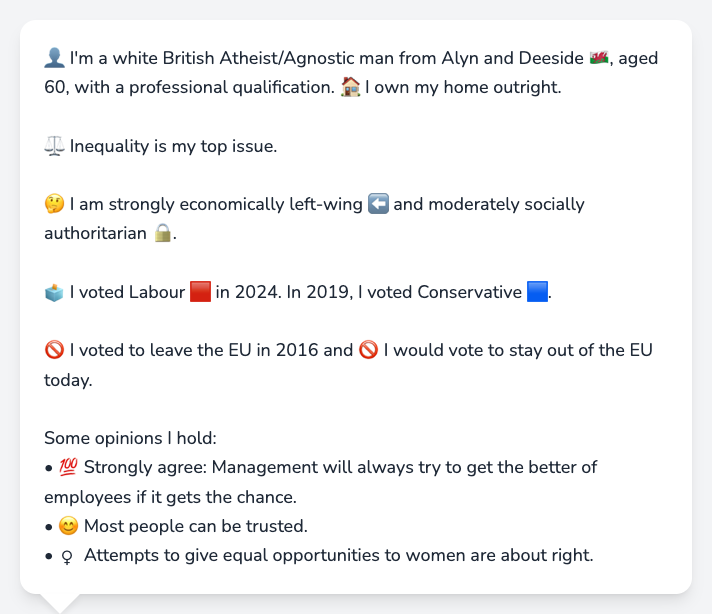 👤 I'm a white British Atheist/Agnostic man from Alyn and Deeside 🏴󠁧󠁢󠁷󠁬󠁳󠁿, aged
60, with a professional qualification. 🏠 I own my home outright.
⚖️ Inequality is my top issue.
🤔 I am strongly economically left-wing ⬅️ and moderately socially
authoritarian 🔒.
🗳️ I voted Labour 🟥 in 2024. In 2019, I voted Conservative 🟦.
🚫 I voted to leave the EU in 2016 and 🚫 I would vote to stay out of the EU
today.
Some opinions I hold:
• 💯 Strongly agree: Management will always try to get the better of
employees if it gets the chance.
• 😊 Most people can be trusted.
• ♀ Attempts to give equal opportunities to women are about right.